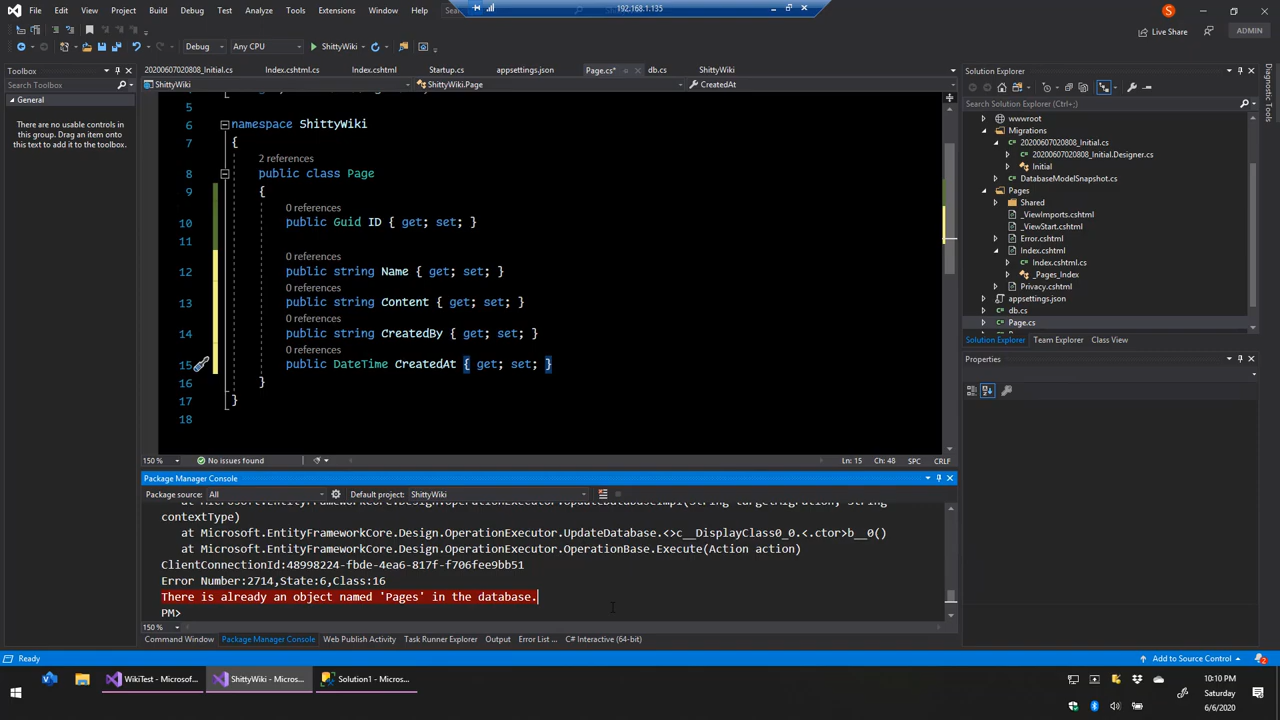 192.168.1.135
File Edit View Project Build Debug Test Analyze Tools Extensions Window Help Search
S
Live Share
ADMIN
Debug Any CPU ShittyWiki
Toolbox
Search Toolbox
General
There are no usable controls
in this group. Drag an item onto
this text to add it to the toolbox.
20200607020808_Initial.cs Index.cshtml.cs Index.cshtml Startup.cs appsettings.json Page.cs* db.cs ShittyWiki
ShittyWiki ShittyWiki.Page CreatedAt
5
6 namespace ShittyWiki
7 {
2 references
8 public class Page
9 {
0 references
10 public Guid ID { get; set; }
11
0 references
12 public string Name { get; set; }
0 references
13 public string Content { get; set; }
0 references
14 public string CreatedBy { get; set; }
0 references
15 public DateTime CreatedAt { get; set; }
16 }
17 }
18
150 % No issues found Ln: 15 Ch: 48 SPC CRLF
Package Manager Console
Package source: All Default project: ShittyWiki
at Microsoft.EntityFrameworkCore.Design.OperationExecutor.UpdateDatabaseImpl(String targetMigration, String
contextType)
at Microsoft.EntityFrameworkCore.Design.OperationExecutor.UpdateDatabase.<>c__DisplayClass0_0.<.ctor>b__0()
at Microsoft.EntityFrameworkCore.Design.OperationExecutor.OperationBase.Execute(Action action)
ClientConnectionId:48998224-fbde-4ea6-817f-f706fee9bb51
Error Number:2714,State:6,Class:16
There is already an object named 'Pages' in the database.
PM>
150 %
Command Window Package Manager Console Web Publish Activity Task Runner Explorer Output Error List ... C# Interactive (64-bit)
Solution Explorer
Search Solution Explorer (Ctrl+;)
wwwroot
Migrations
20200607020808_Initial.cs
20200607020808_Initial.Designer.cs
Initial
DatabaseModelSnapshot.cs
Pages
Shared
_ViewImports.cshtml
_ViewStart.cshtml
Error.cshtml
Index.cshtml
Index.cshtml.cs
_Pages_Index
Privacy.cshtml
appsettings.json
db.cs
Page.cs
Solution Explorer Team Explorer Class View
Properties
Diagnostic Tools
Ready
Add to Source Control 2
WikiTest - Microsof... ShittyWiki - Micros... Solution1 - Micros...
10:10 PM
Saturday
6/6/2020